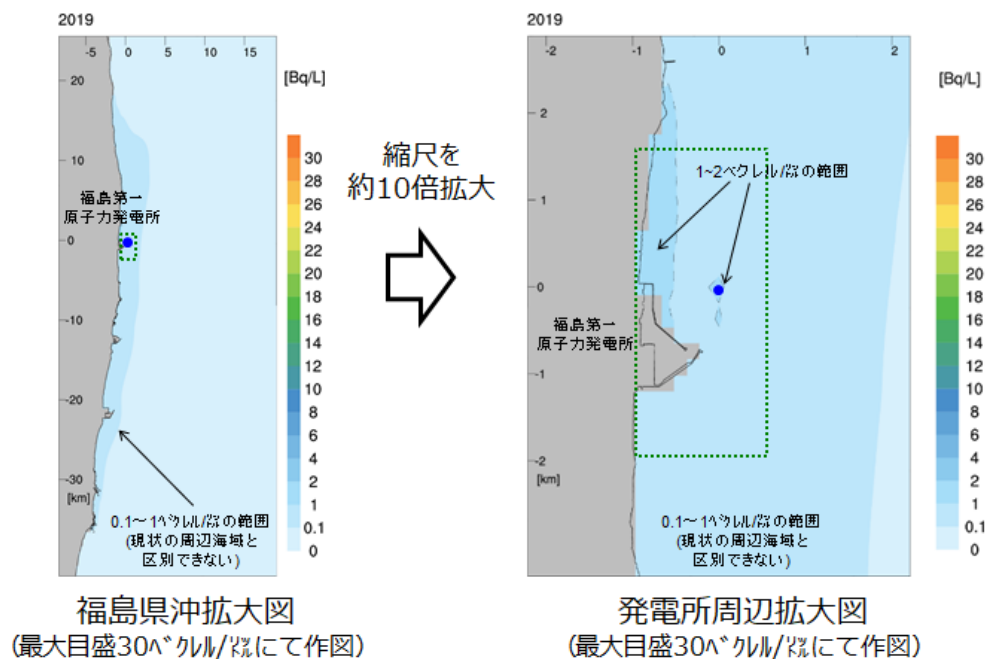 2019
-5 0 5 15
20
10
0
-10
-20
-30
[km]
福島第一
原子力発電所
0.1～1ベクレル/㍑の範囲
(現状の周辺海域と
区別できない)
[Bq/L]
30
28
26
24
22
20
18
16
14
12
10
8
6
4
2
1
0.1
0
福島県沖拡大図
(最大目盛30ベクレル/㍑にて作図)
縮尺を
約10倍拡大
2019
-2 -1 0 1 2
2
1
0
-1
-2
[km]
1~2ベクレル/㍑の範囲
福島第一
原子力発電所
0.1～1ベクレル/㍑の範囲
(現状の周辺海域と
区別できない)
[Bq/L]
30
28
26
24
22
20
18
16
14
12
10
8
6
4
2
1
0.1
0
発電所周辺拡大図
(最大目盛30ベクレル/㍑にて作図)